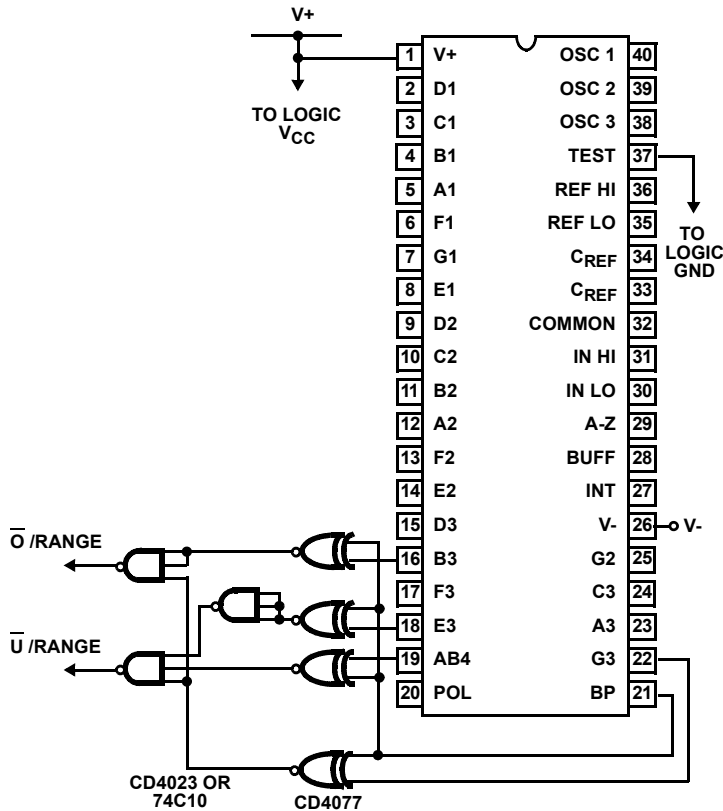 V+
TO LOGIC
VCC
1 V+ OSC 1 40
2 D1 OSC 2 39
3 C1 OSC 3 38
4 B1 TEST 37
5 A1 REF HI 36
6 F1 REF LO 35
7 G1 CREF 34
8 E1 CREF 33
9 D2 COMMON 32
10 C2 IN HI 31
11 B2 IN LO 30
12 A2 A-Z 29
13 F2 BUFF 28
14 E2 INT 27
15 D3 V- 26 V-
16 B3 G2 25
17 F3 C3 24
18 E3 A3 23
19 AB4 G3 22
20 POL BP 21
TO
LOGIC
GND
O̅ /RANGE
U̅ /RANGE
CD4023 OR
74C10
CD4077